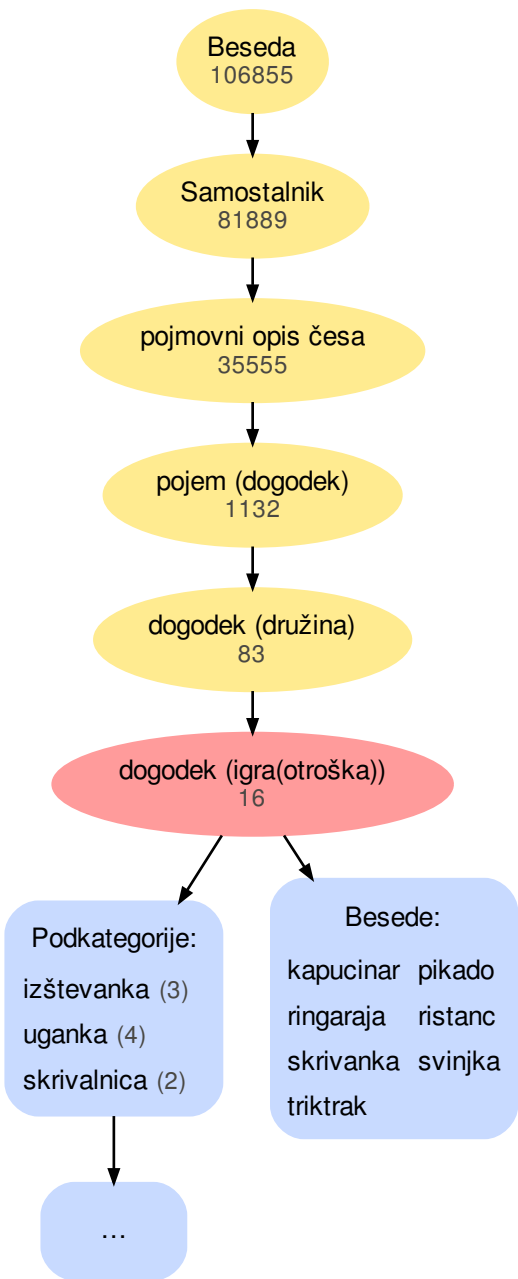 Beseda
106855
Samostalnik
81889
pojmovni opis česa
35555
pojem (dogodek)
1132
dogodek (družina)
83
dogodek (igra(otroška))
16
Podkategorije:
izštevanka (3)
uganka (4)
skrivalnica (2)
Besede:
kapucinar pikado
ringaraja ristanc
skrivanka svinjka
triktrak
...